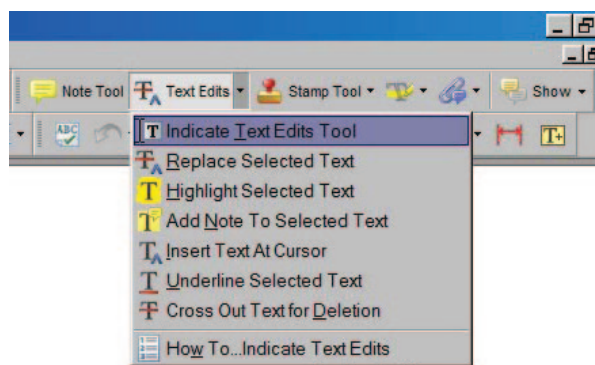 Note Tool Text Edits Stamp Tool Show
ABC T+
T Indicate Text Edits Tool
Replace Selected Text
T Highlight Selected Text
T Add Note To Selected Text
T Insert Text At Cursor
T Underline Selected Text
T Cross Out Text for Deletion
How To...Indicate Text Edits